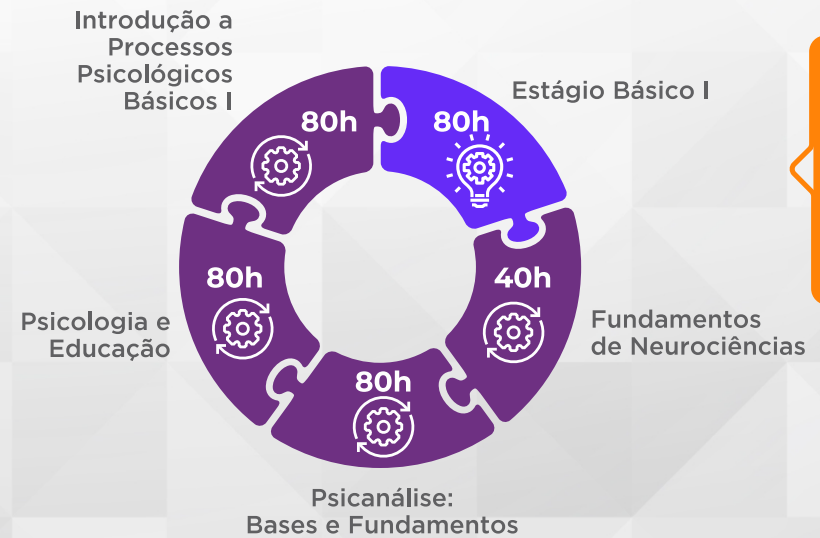 Introdução a
Processos
Psicológicos
Básicos I
80h
80h
Estágio Básico I
80h
Psicologia e
Educação
40h
Fundamentos
de Neurociências
80h
Psicanálise:
Bases e Fundamentos